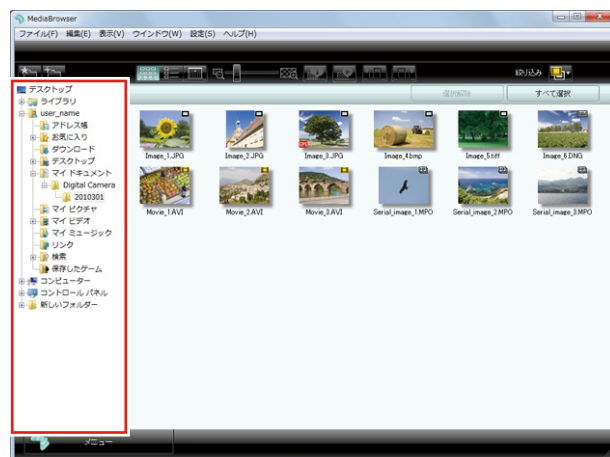 MediaBrowser
ファイル(F) 編集(E) 表示(V) ウインドウ(W) 設定(S) ヘルプ(H)
絞り込み
選択解除 すべて選択
デスクトップ
ライブラリ
user_name
アドレス帳
お気に入り
ダウンロード
デスクトップ
マイ ドキュメント
Digital Camera
2010301
マイ ピクチャ
マイ ビデオ
マイ ミュージック
リンク
検索
保存したゲーム
コンピューター
コントロール パネル
新しいフォルダー
Image_1.JPG Image_2.JPG Image_3.JPG Image_4.bmp Image_5.tiff Image_6.DNG
Movie_1.AVI Movie_2.AVI Movie_3.AVI Serial_image_1.MPO Serial_image_2.MPO Serial_image_3.MPO
メニュー